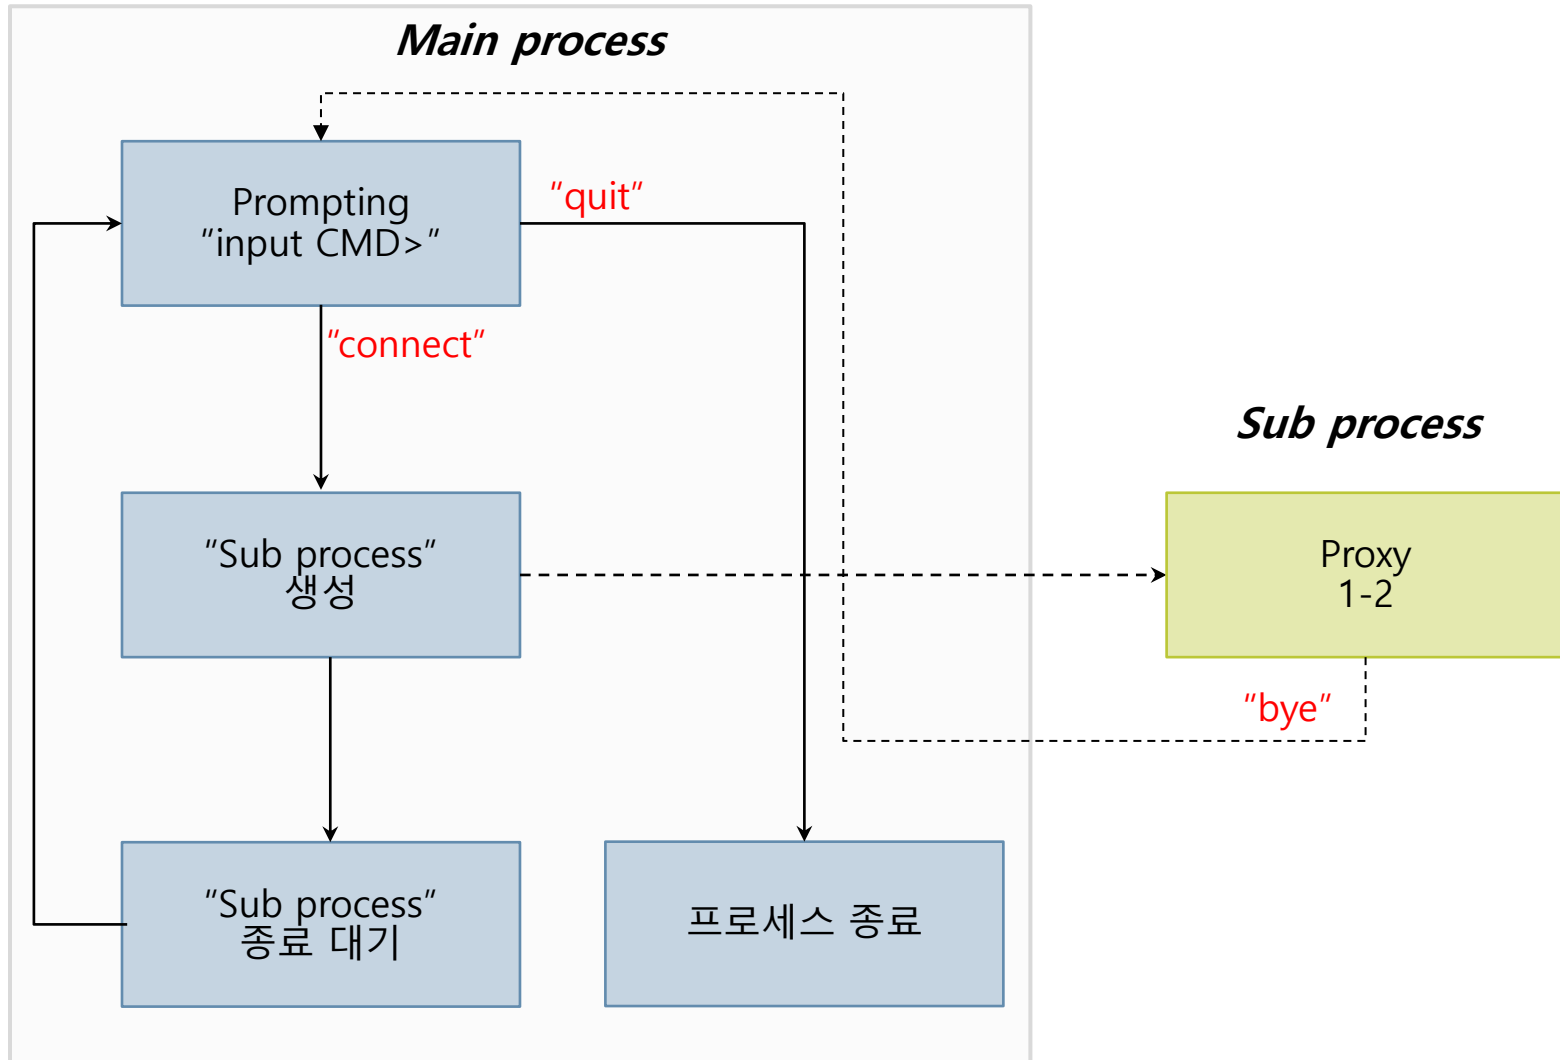 Main process
Prompting
“input CMD>”
“quit”
“connect”
Sub process
“Sub process”
생성
Proxy
1-2
“bye”
“Sub process”
종료 대기
프로세스 종료